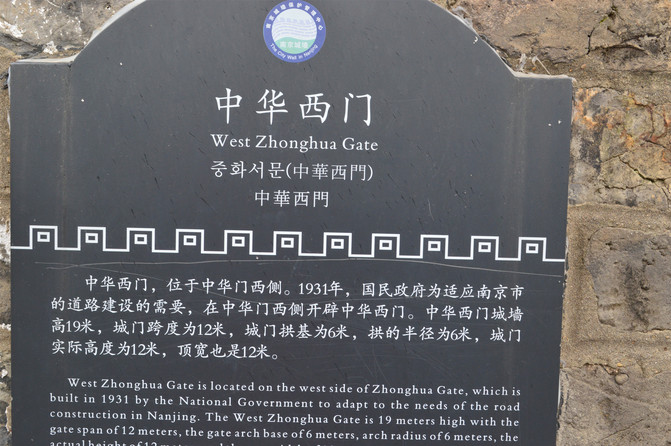 The City Wall in Nanjing
中华西门
West Zhonghua Gate
중화서문(中華西門)
中華西門
中华西门，位于中华门西侧。1931年，国民政府为适应南京市
的道路建设的需要，在中华门西侧开辟中华西门。中华西门城墙
高19米，城门跨度为12米，城门拱基为6米，拱的半径为6米，城门
实际高度为12米，顶宽也是12米。
West Zhonghua Gate is located on the west side of Zhonghua Gate, which is
built in 1931 by the National Government to adapt to the needs of the road
construction in Nanjing. The West Zhonghua Gate is 19 meters high with the
gate span of 12 meters, the gate arch base of 6 meters, arch radius of 6 meters, the
actual height of 12